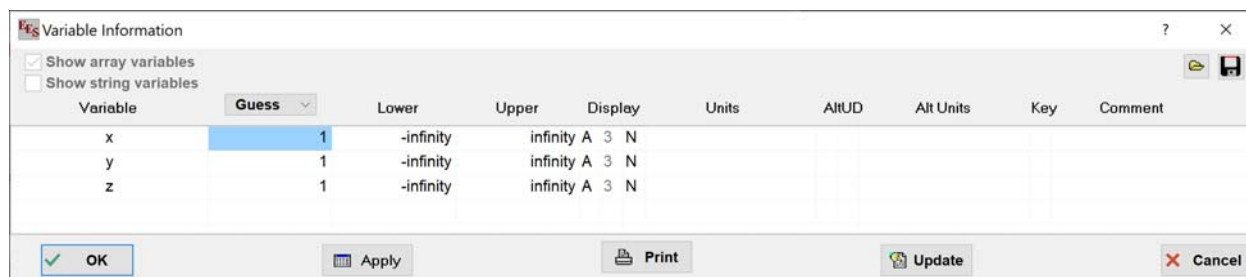 EES Variable Information ? ×
Show array variables
Show string variables
Variable Guess Lower Upper Display Units AltUD Alt Units Key Comment
x 1 -infinity infinity A 3 N
y 1 -infinity infinity A 3 N
z 1 -infinity infinity A 3 N
OK Apply Print Update Cancel